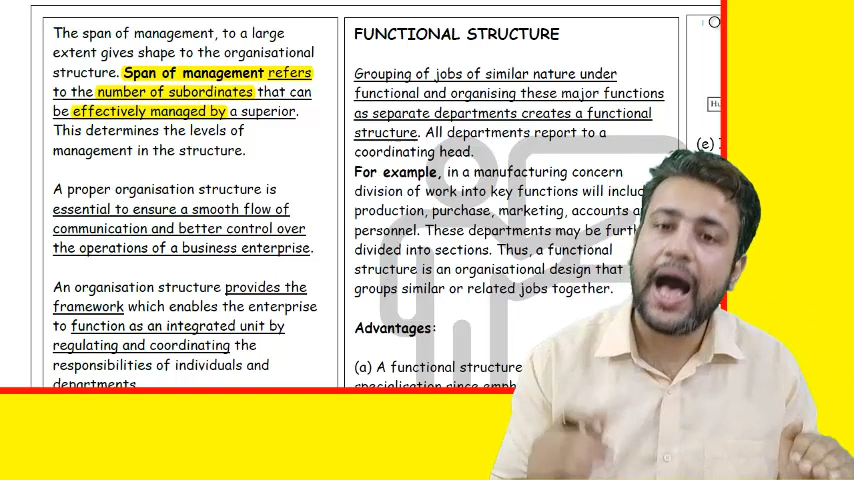 The span of management, to a large
extent gives shape to the organisational
structure. Span of management refers
to the number of subordinates that can
be effectively managed by a superior.
This determines the levels of
management in the structure.
A proper organisation structure is
essential to ensure a smooth flow of
communication and better control over
the operations of a business enterprise.
An organisation structure provides the
framework which enables the enterprise
to function as an integrated unit by
regulating and coordinating the
responsibilities of individuals and
departments
FUNCTIONAL STRUCTURE
Grouping of jobs of similar nature under
functional and organising these major functions
as separate departments creates a functional
structure. All departments report to a
coordinating head.
For example, in a manufacturing concern
division of work into key functions will
production, purchase, marketing, accounts
personnel. These departments may be
divided into sections. Thus, a functional
structure is an organisational design that
groups similar or related jobs together.
Advantages:
(a) A functional structure
specialisation since
(e)